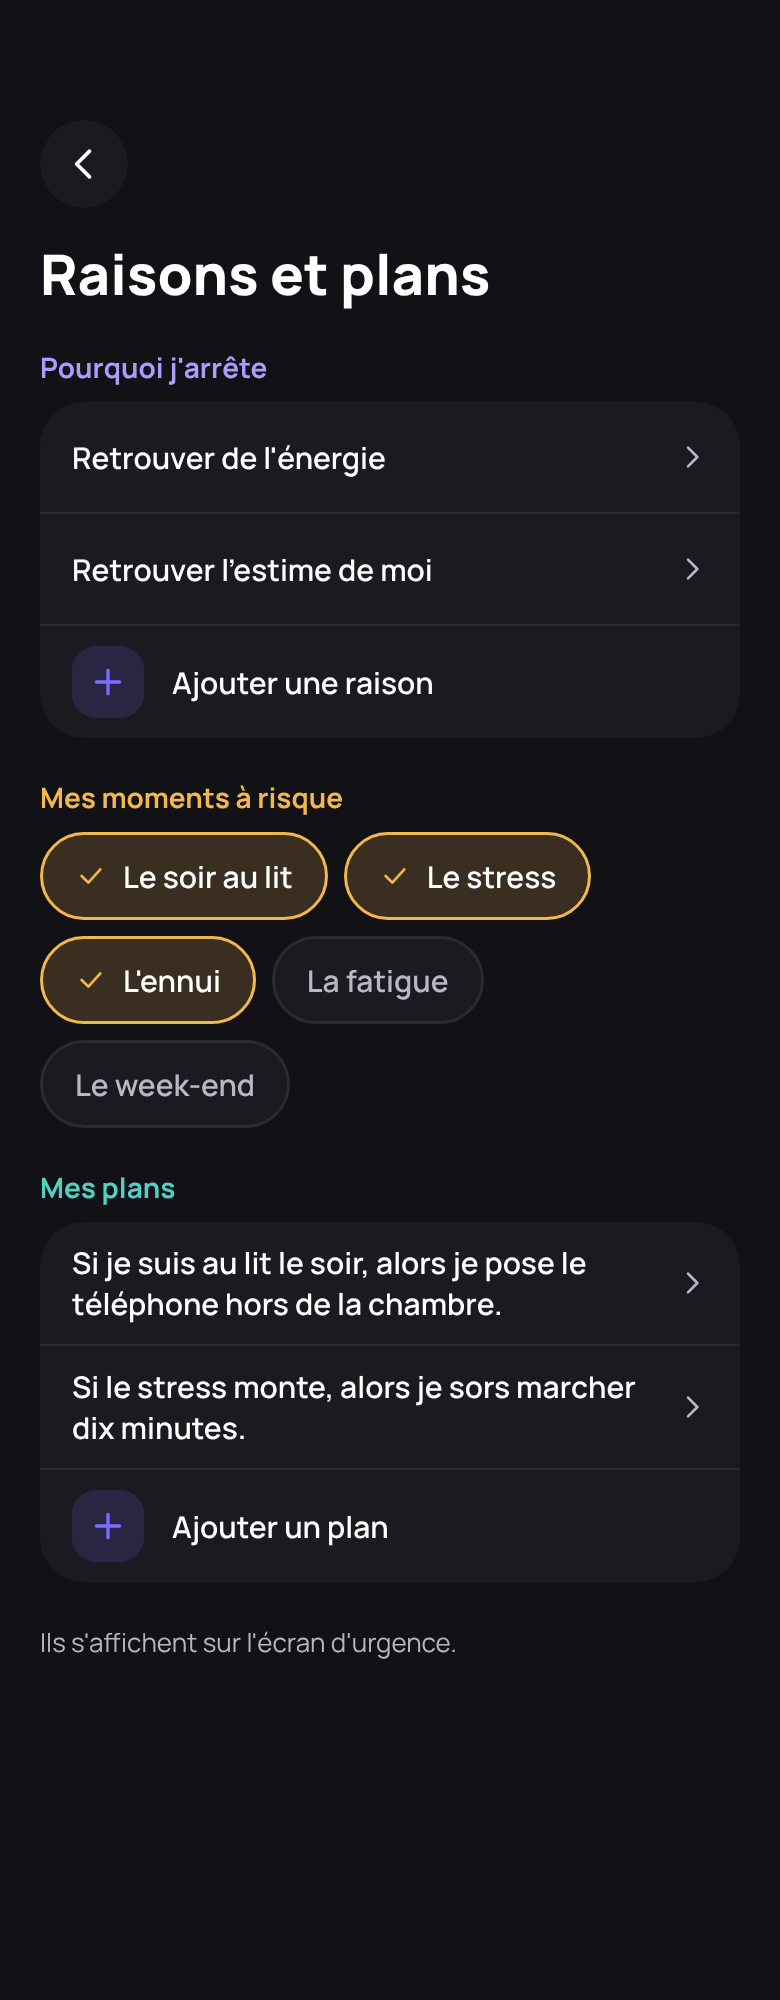 Raisons et plans
Pourquoi j'arrête
Retrouver de l'énergie
Retrouver l’estime de moi
Ajouter une raison
Mes moments à risque
Le soir au lit
Le stress
L'ennui
La fatigue
Le week-end
Mes plans
Si je suis au lit le soir, alors je pose le
téléphone hors de la chambre.
Si le stress monte, alors je sors marcher
dix minutes.
Ajouter un plan
Ils s'affichent sur l'écran d'urgence.